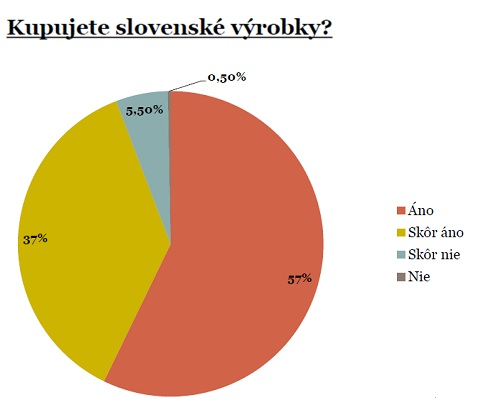 Kupujete slovenské výrobky?
0,50%
5,50%
37%
57%
Áno
Skôr áno
Skôr nie
Nie